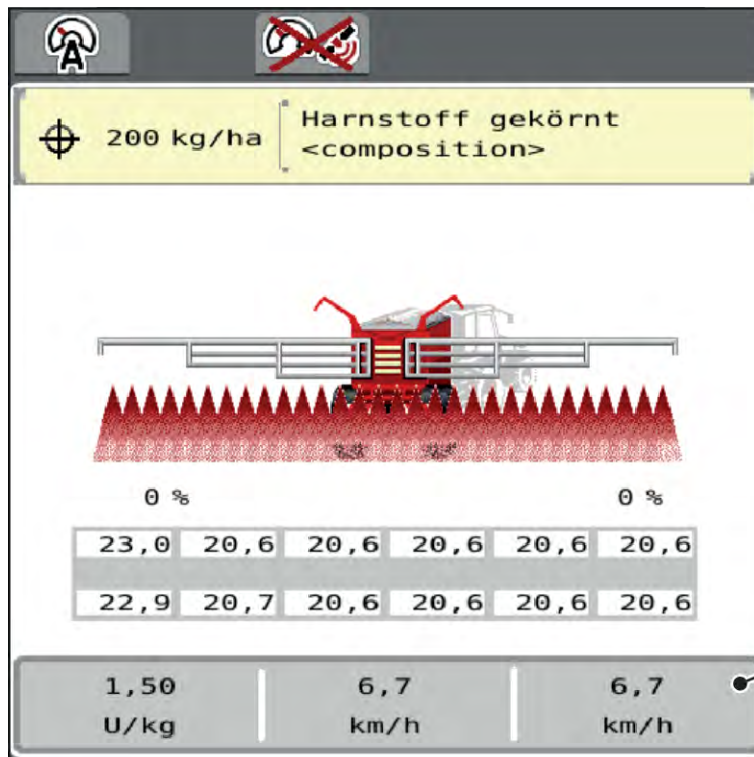 A
200 kg/ha
Harnstoff gekörnt
<composition>
0 %
0 %
23,0 20,6 20,6 20,6 20,6 20,6
22,9 20,7 20,6 20,6 20,6 20,6
1,50 6,7 6,7
U/kg km/h km/h